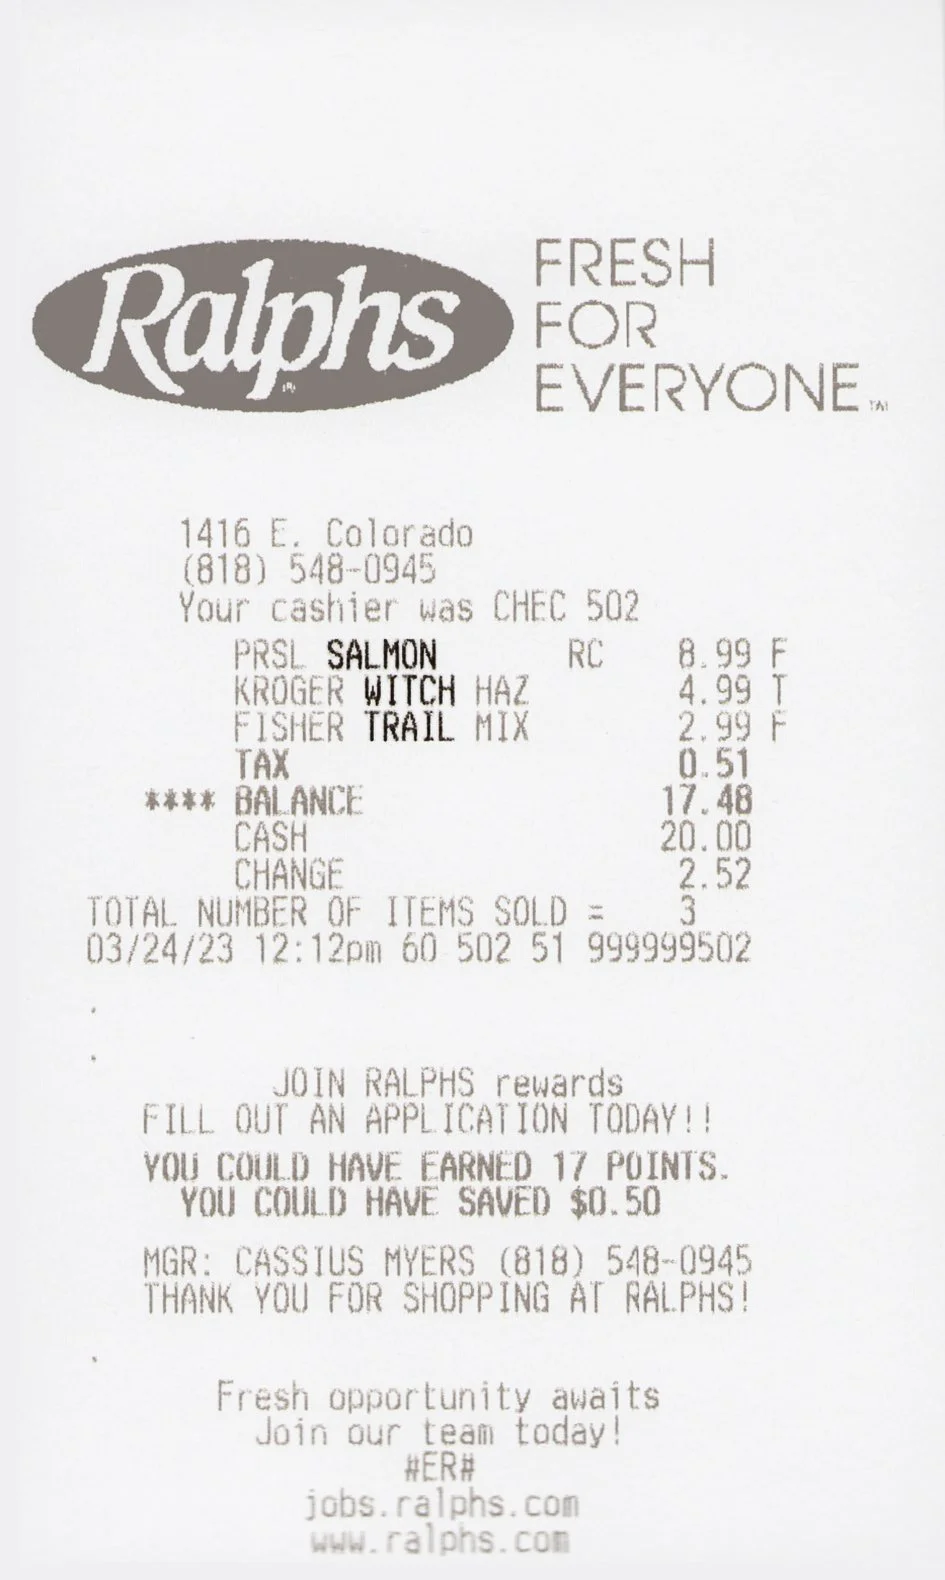 Ralphs
FRESH
FOR
EVERYONE™
1416 E. Colorado
(818) 548-0945
Your cashier was CHEC 502
PRSL SALMON RC 8.99 F
KROGER WITCH HAZ 4.99 T
FISHER TRAIL MIX 2.99 F
TAX 0.51
**** BALANCE 17.48
CASH 20.00
CHANGE 2.52
TOTAL NUMBER OF ITEMS SOLD = 3
03/24/23 12:12pm 60 502 51 999999502
JOIN RALPHS rewards
FILL OUT AN APPLICATION TODAY!!
YOU COULD HAVE EARNED 17 POINTS.
YOU COULD HAVE SAVED $0.50
MGR: CASSIUS MYERS (818) 548-0945
THANK YOU FOR SHOPPING AT RALPHS!
Fresh opportunity awaits
Join our team today!
#ER#
jobs.ralphs.com
www.ralphs.com